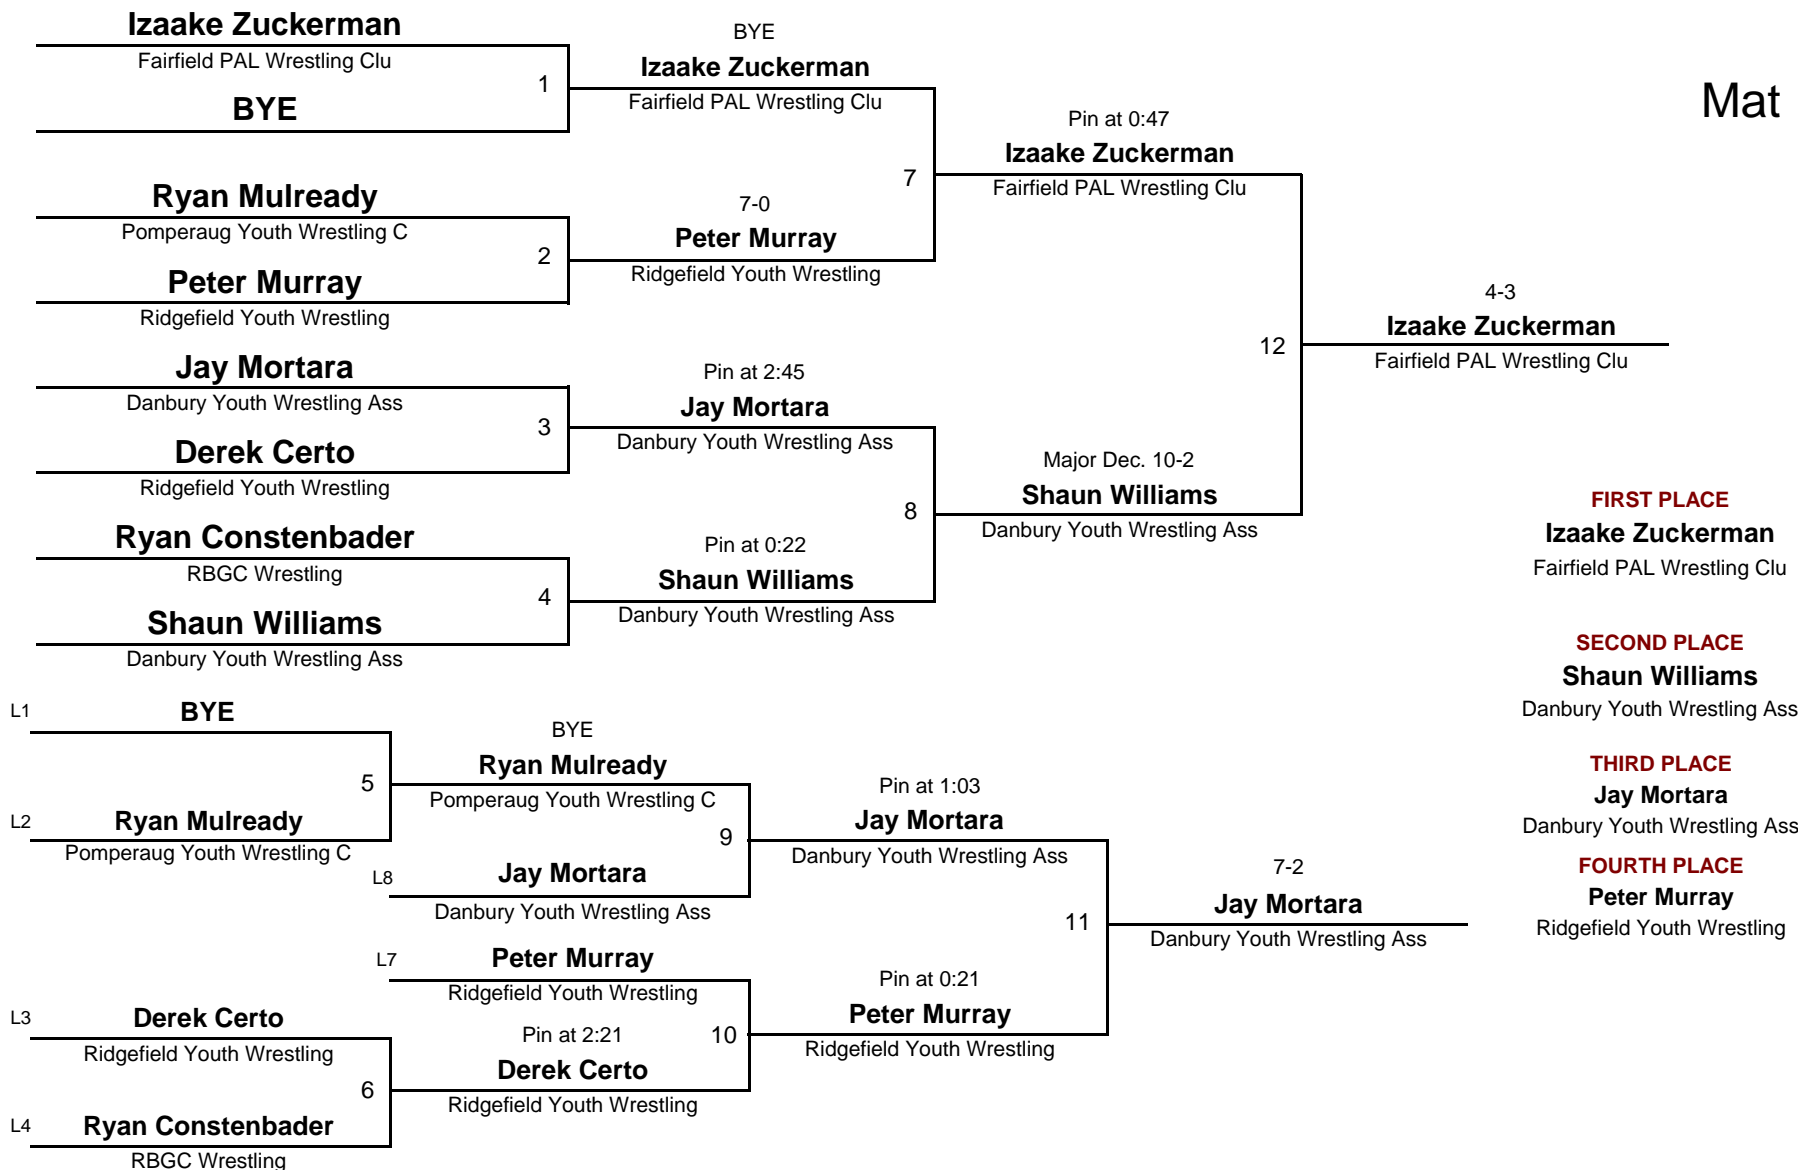 Izaake Zuckerman
Fairfield PAL Wrestling Clu
1
BYE
BYE
Izaake Zuckerman
Fairfield PAL Wrestling Clu
Mat
Ryan Mulready
Pomperaug Youth Wrestling C
2
Peter Murray
Ridgefield Youth Wrestling
7-0
Peter Murray
Ridgefield Youth Wrestling
7
Pin at 0:47
Izaake Zuckerman
Fairfield PAL Wrestling Clu
Jay Mortara
Danbury Youth Wrestling Ass
3
Derek Certo
Ridgefield Youth Wrestling
Pin at 2:45
Jay Mortara
Danbury Youth Wrestling Ass
Ryan Constenbader
RBGC Wrestling
4
Shaun Williams
Danbury Youth Wrestling Ass
Pin at 0:22
Shaun Williams
Danbury Youth Wrestling Ass
8
Major Dec. 10-2
Shaun Williams
Danbury Youth Wrestling Ass
12
4-3
Izaake Zuckerman
Fairfield PAL Wrestling Clu
FIRST PLACE
Izaake Zuckerman
Fairfield PAL Wrestling Clu
SECOND PLACE
Shaun Williams
Danbury Youth Wrestling Ass
THIRD PLACE
Jay Mortara
Danbury Youth Wrestling Ass
FOURTH PLACE
Peter Murray
Ridgefield Youth Wrestling
L1
BYE
5
L2
Ryan Mulready
Pomperaug Youth Wrestling C
BYE
Ryan Mulready
Pomperaug Youth Wrestling C
9
L8
Jay Mortara
Danbury Youth Wrestling Ass
Pin at 1:03
Jay Mortara
Danbury Youth Wrestling Ass
L7
Peter Murray
Ridgefield Youth Wrestling
10
L3
Derek Certo
Ridgefield Youth Wrestling
6
L4
Ryan Constenbader
RBGC Wrestling
Pin at 2:21
Derek Certo
Ridgefield Youth Wrestling
Pin at 0:21
Peter Murray
Ridgefield Youth Wrestling
11
7-2
Jay Mortara
Danbury Youth Wrestling Ass